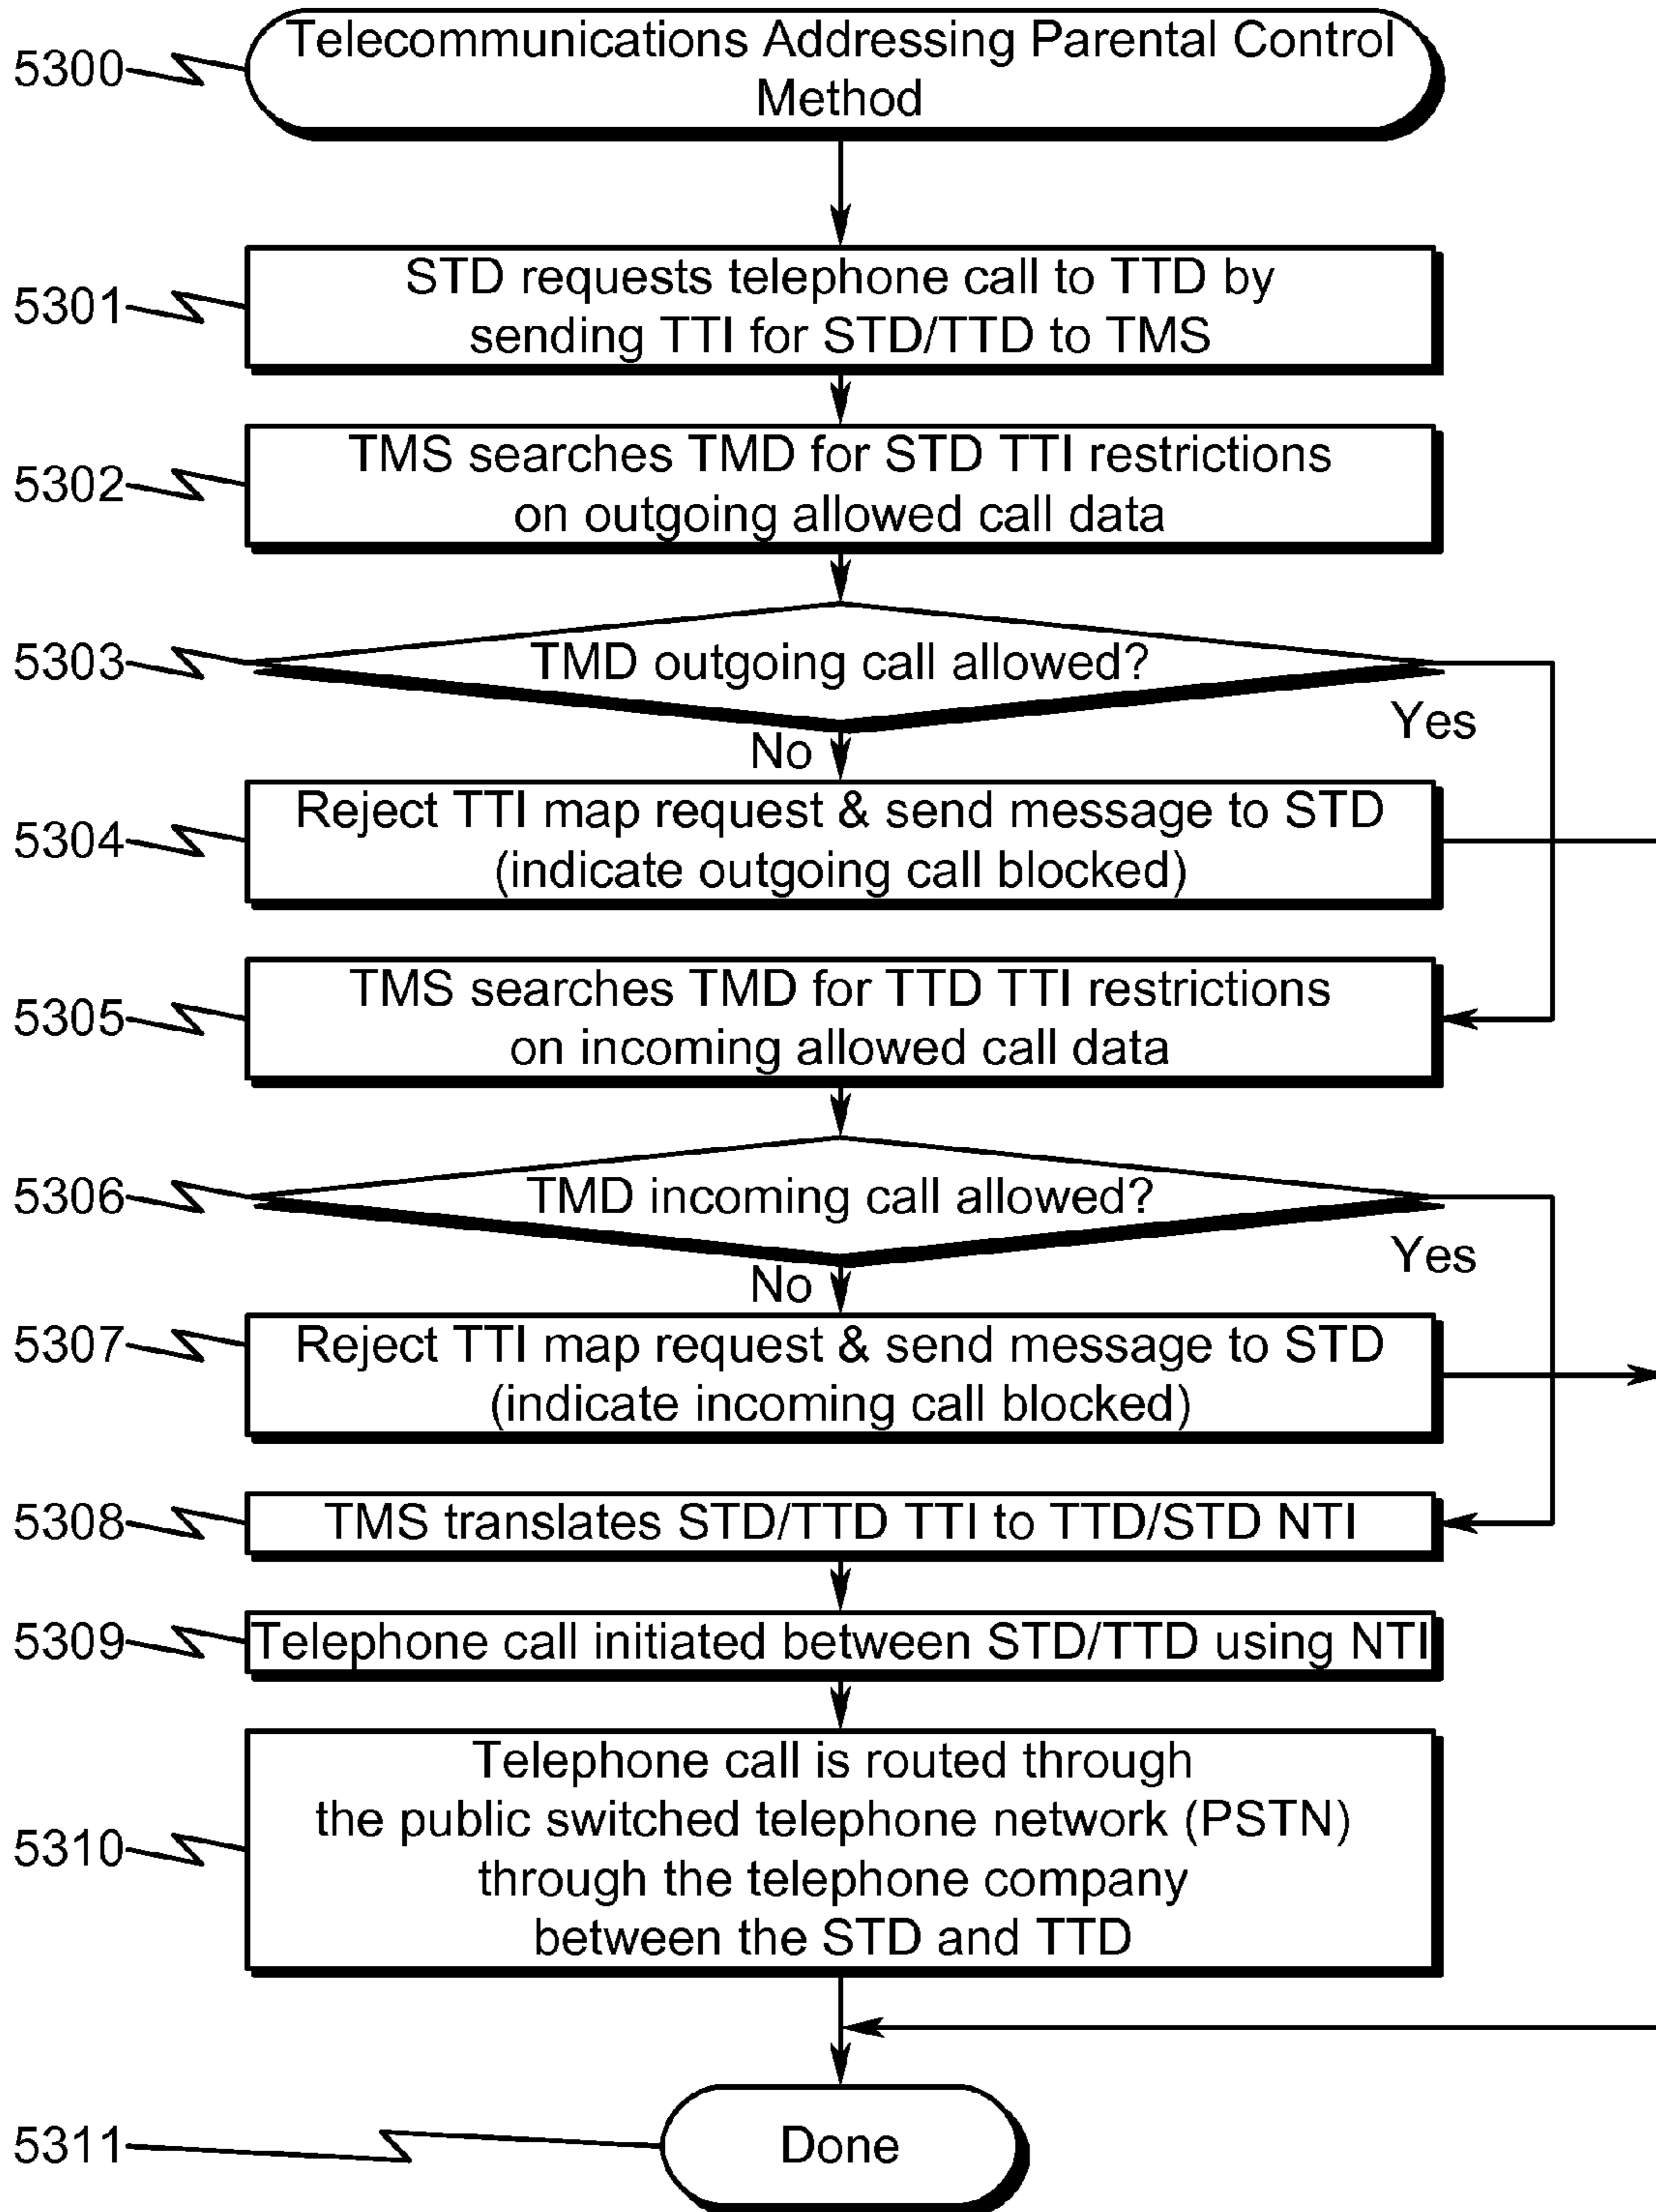 5300
Telecommunications Addressing Parental Control
Method
5301
STD requests telephone call to TTD by
sending TTI for STD/TTD to TMS
5302
TMS searches TMD for STD TTI restrictions
on outgoing allowed call data
5303
TMD outgoing call allowed?
Yes
No
5304
Reject TTI map request & send message to STD
(indicate outgoing call blocked)
5305
TMS searches TMD for TTD TTI restrictions
on incoming allowed call data
5306
TMD incoming call allowed?
Yes
No
5307
Reject TTI map request & send message to STD
(indicate incoming call blocked)
5308
TMS translates STD/TTD TTI to TTD/STD NTI
5309
Telephone call initiated between STD/TTD using NTI
5310
Telephone call is routed through
the public switched telephone network (PSTN)
through the telephone company
between the STD and TTD
5311
Done